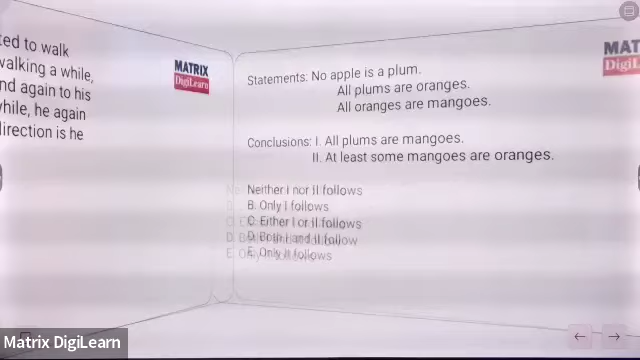 ted to walk
walking a while,
nd again to his
while, he again
direction is he
MATRIX
DigiLearn
MAT
DigiL
Statements: No apple is a plum.
All plums are oranges.
All oranges are mangoes.
Conclusions: I. All plums are mangoes.
II. At least some mangoes are oranges.
Neither I nor II follows
B. Only I follows
C. Either I or II follows
D. Both I and II follow
E. Only II follows
Matrix DigiLearn